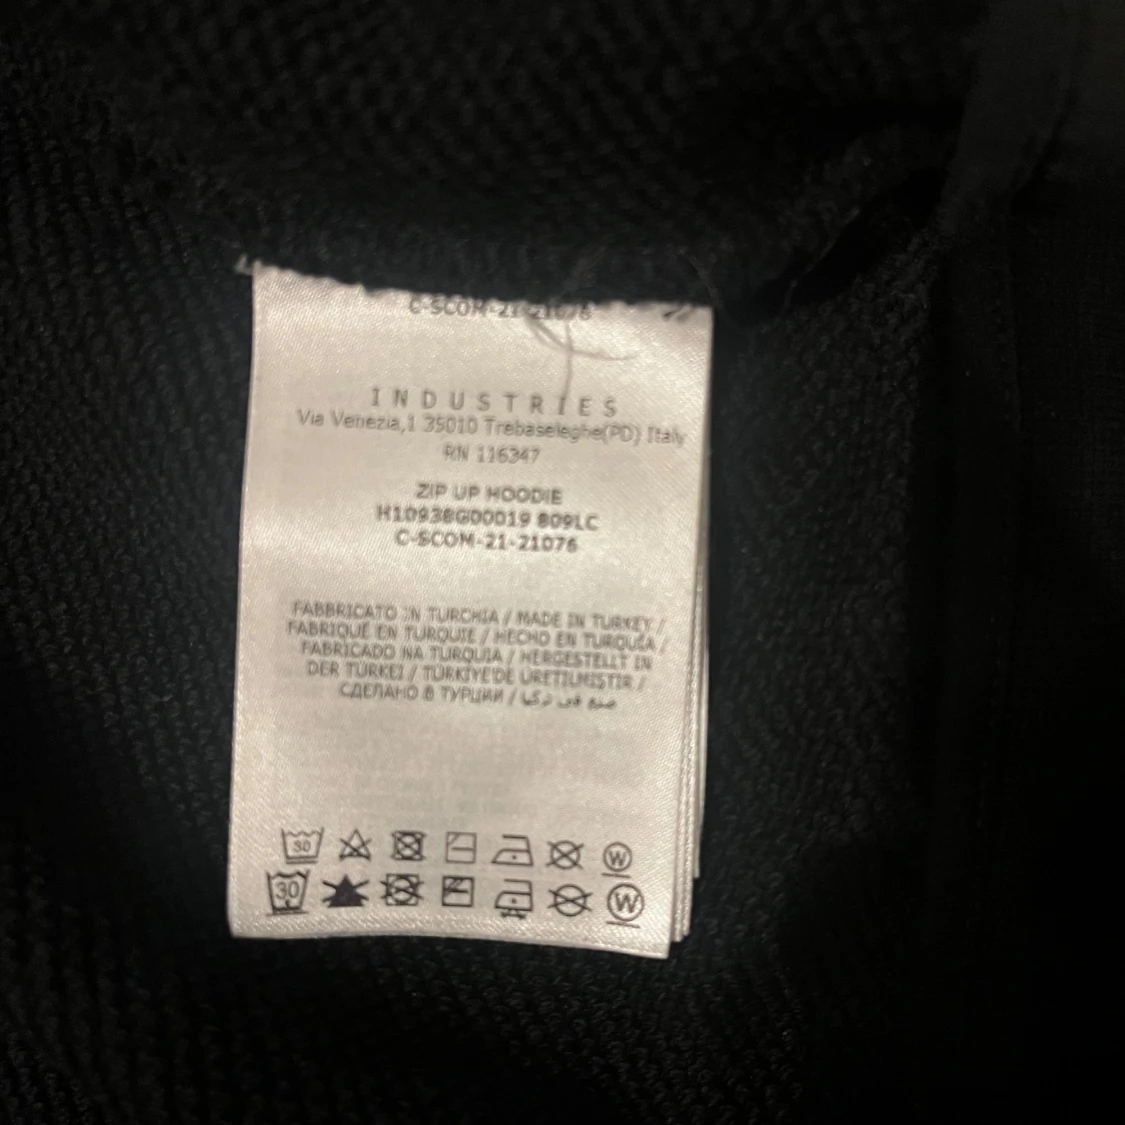 C-SCOM-21-21076
INDUSTRIES
Via Venezia,1 35010 Trebaseleghe(PD) Italy
RN 116347
ZIP UP HOODIE
H10938G00019 809LC
C-SCOM-21-21076
FABBRICATO IN TURCHIA / MADE IN TURKEY /
FABRIQUÉ EN TURQUIE / HECHO EN TURQUÍA /
FABRICADO NA TURQUIA / HERGESTELLT IN
DER TÜRKEI / TÜRKİYE'DE ÜRETİLMİŞTİR /
СДЕЛАНО В ТУРЦИИ / صنع في تركيا
30 W
30 W